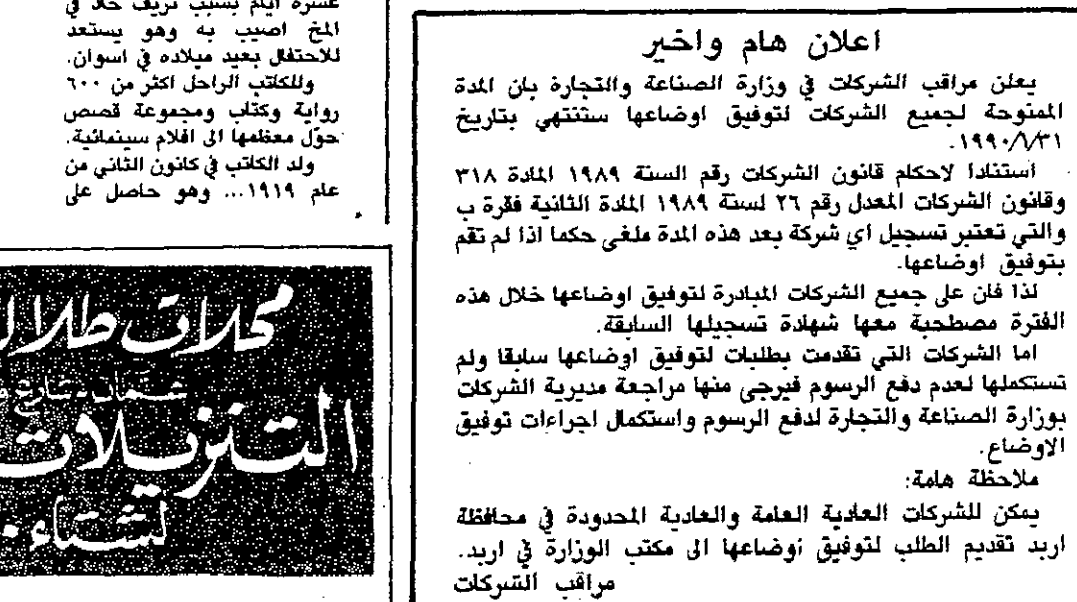 اعلان هام واخير
يعلن مراقب الشركات في وزارة الصناعة والتجارة بان المدة
الممنوحة لجميع الشركات لتوفيق اوضاعها ستنتهي بتاريخ
١٩٩٠/١/٣١.
استنادا لاحكام قانون الشركات رقم السنة ١٩٨٩ المادة ٣١٨
وقانون الشركات المعدل رقم ٢٦ لسنة ١٩٨٩ المادة الثانية فقرة ب
والتي تعتبر تسجيل اي شركة بعد هذه المدة ملغى حكما اذا لم تقم
بتوفيق اوضاعها.
لذا فان على جميع الشركات المبادرة لتوفيق اوضاعها خلال هذه
الفترة مصطحبة معها شهادة تسجيلها السابقة.
اما الشركات التي تقدمت بطلبات لتوفيق اوضاعها سابقا ولم
تستكملها لعدم دفع الرسوم فيرجى منها مراجعة مديرية الشركات
بوزارة الصناعة والتجارة لدفع الرسوم واستكمال اجراءات توفيق
الاوضاع.
ملاحظة هامة:
يمكن للشركات العادية العامة والعادية المحدودة في محافظة
اربد تقديم الطلب لتوفيق اوضاعها الى مكتب الوزارة في اربد.
مراقب الشركات
عشرة ايام بسبب نزيف حاد في
المخ اصيب به وهو يستعد
للاحتفال بعيد ميلاده في اسوان.
وللكاتب الراحل اكثر من ٦٠٠
رواية وكتاب ومجموعة قصص
حوّل معظمها الى افلام سينمائية.
ولد الكاتب في كانون الثاني من
عام ١٩١٩... وهو حاصل على
محلات طلال
عمان - شارع
التنزيلات
لشتاء